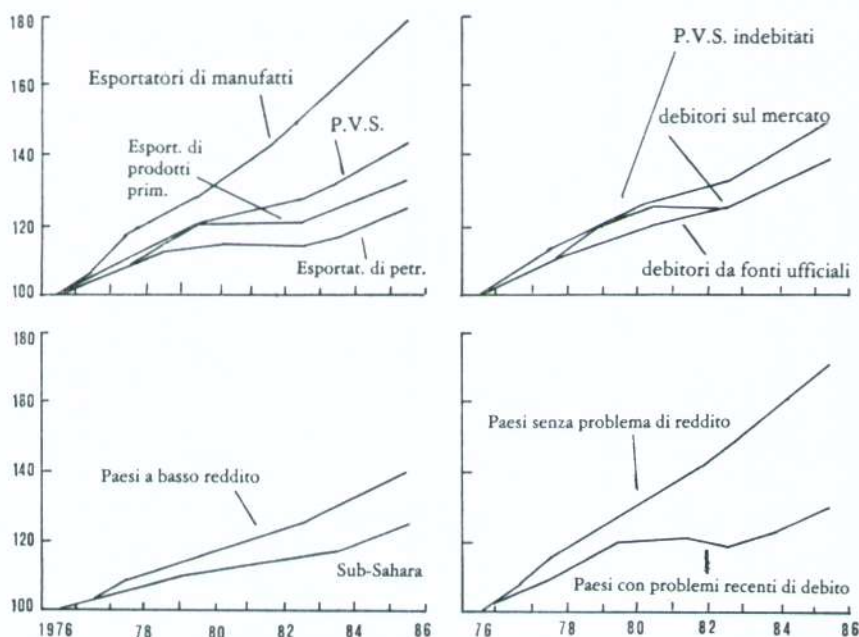 180
160
140
120
100
Esportatori di manufatti
P.V.S.
Esport. di
prodotti
prim.
Esportat. di petr.
P.V.S. indebitati
debitori sul mercato
debitori da fonti ufficiali
180
160
140
120
100
Paesi a basso reddito
Sub-Sahara
1976 78 80 82 84 86
Paesi senza problema di reddito
Paesi con problemi recenti di debito
76 78 80 82 84 86